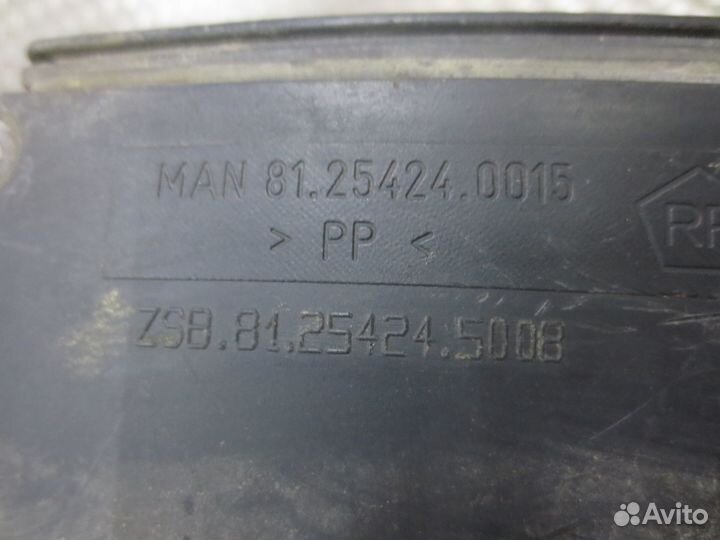 MAN 81.25424.0015
> PP <
ZSB.81.25424.5008
Avito